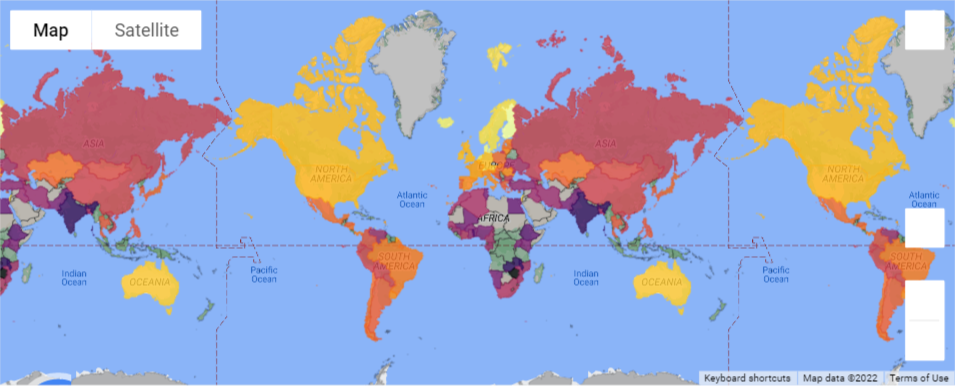 Map
Satellite
ASIA
NORTH
AMERICA
EUROPE
ASIA
NORTH
AMERICA
Atlantic
Ocean
Atlantic
Ocean
AFRICA
Indian
Ocean
OCEANIA
Pacific
Ocean
SOUTH
AMERICA
Indian
Ocean
OCEANIA
Pacific
Ocean
SOUTH
AMERICA
Keyboard shortcuts
Map data ©2022
Terms of Use